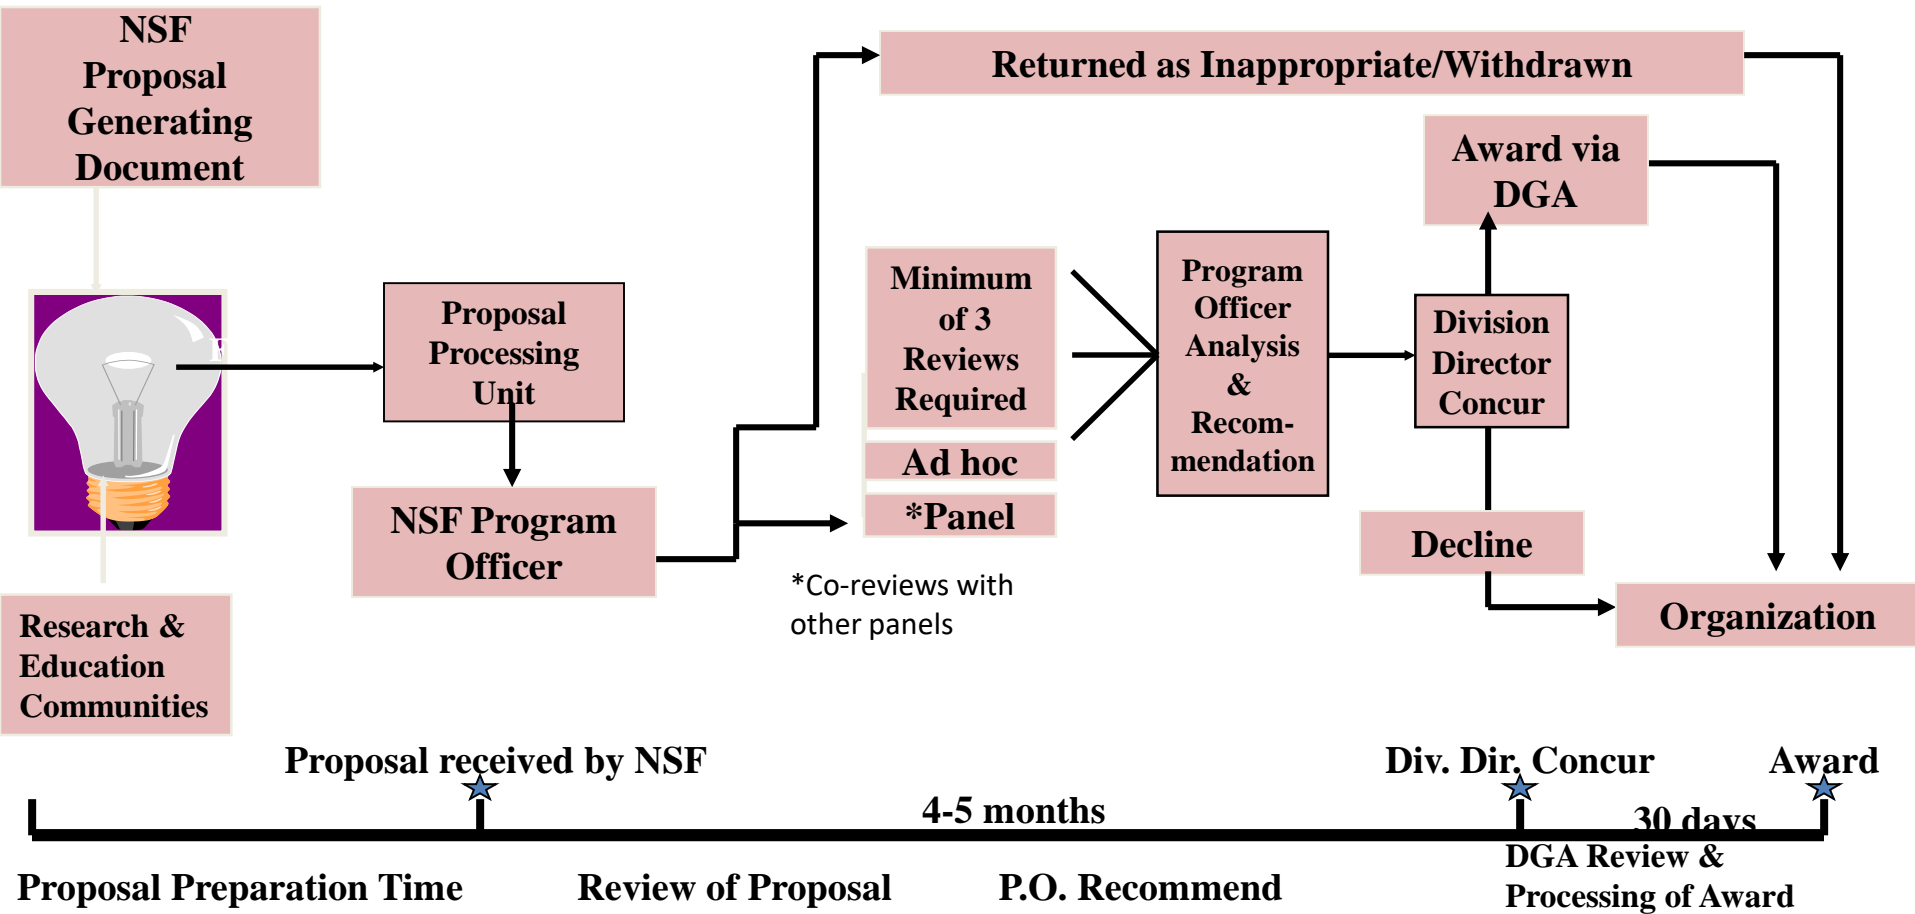 NSF
Proposal
Generating
Document
Returned as Inappropriate/Withdrawn
Award via
DGA
Minimum
of 3
Reviews
Required
Ad hoc
*Panel
*Co-reviews with
other panels
Program
Officer
Analysis
&
Recom-
mendation
Division
Director
Concur
Decline
Organization
Proposal
Processing
Unit
NSF Program
Officer
Research &
Education
Communities
Proposal received by NSF
Div. Dir. Concur
Award
4-5 months
30 days
Proposal Preparation Time
Review of Proposal
P.O. Recommend
DGA Review &
Processing of Award